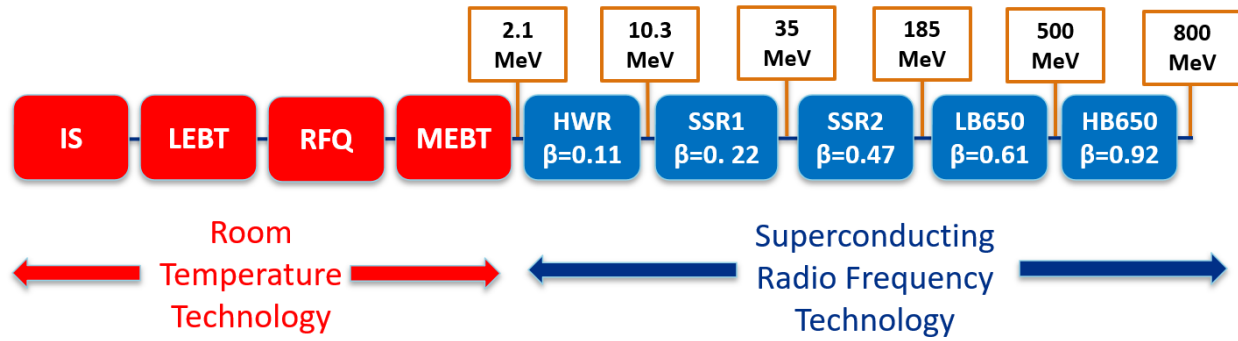 2.1
MeV
10.3
MeV
35
MeV
185
MeV
500
MeV
800
MeV
IS
LEBT
RFQ
MEBT
HWR
β=0.11
SSR1
β=0. 22
SSR2
β=0.47
LB650
β=0.61
HB650
β=0.92
Room
Temperature
Technology
Superconducting
Radio Frequency
Technology